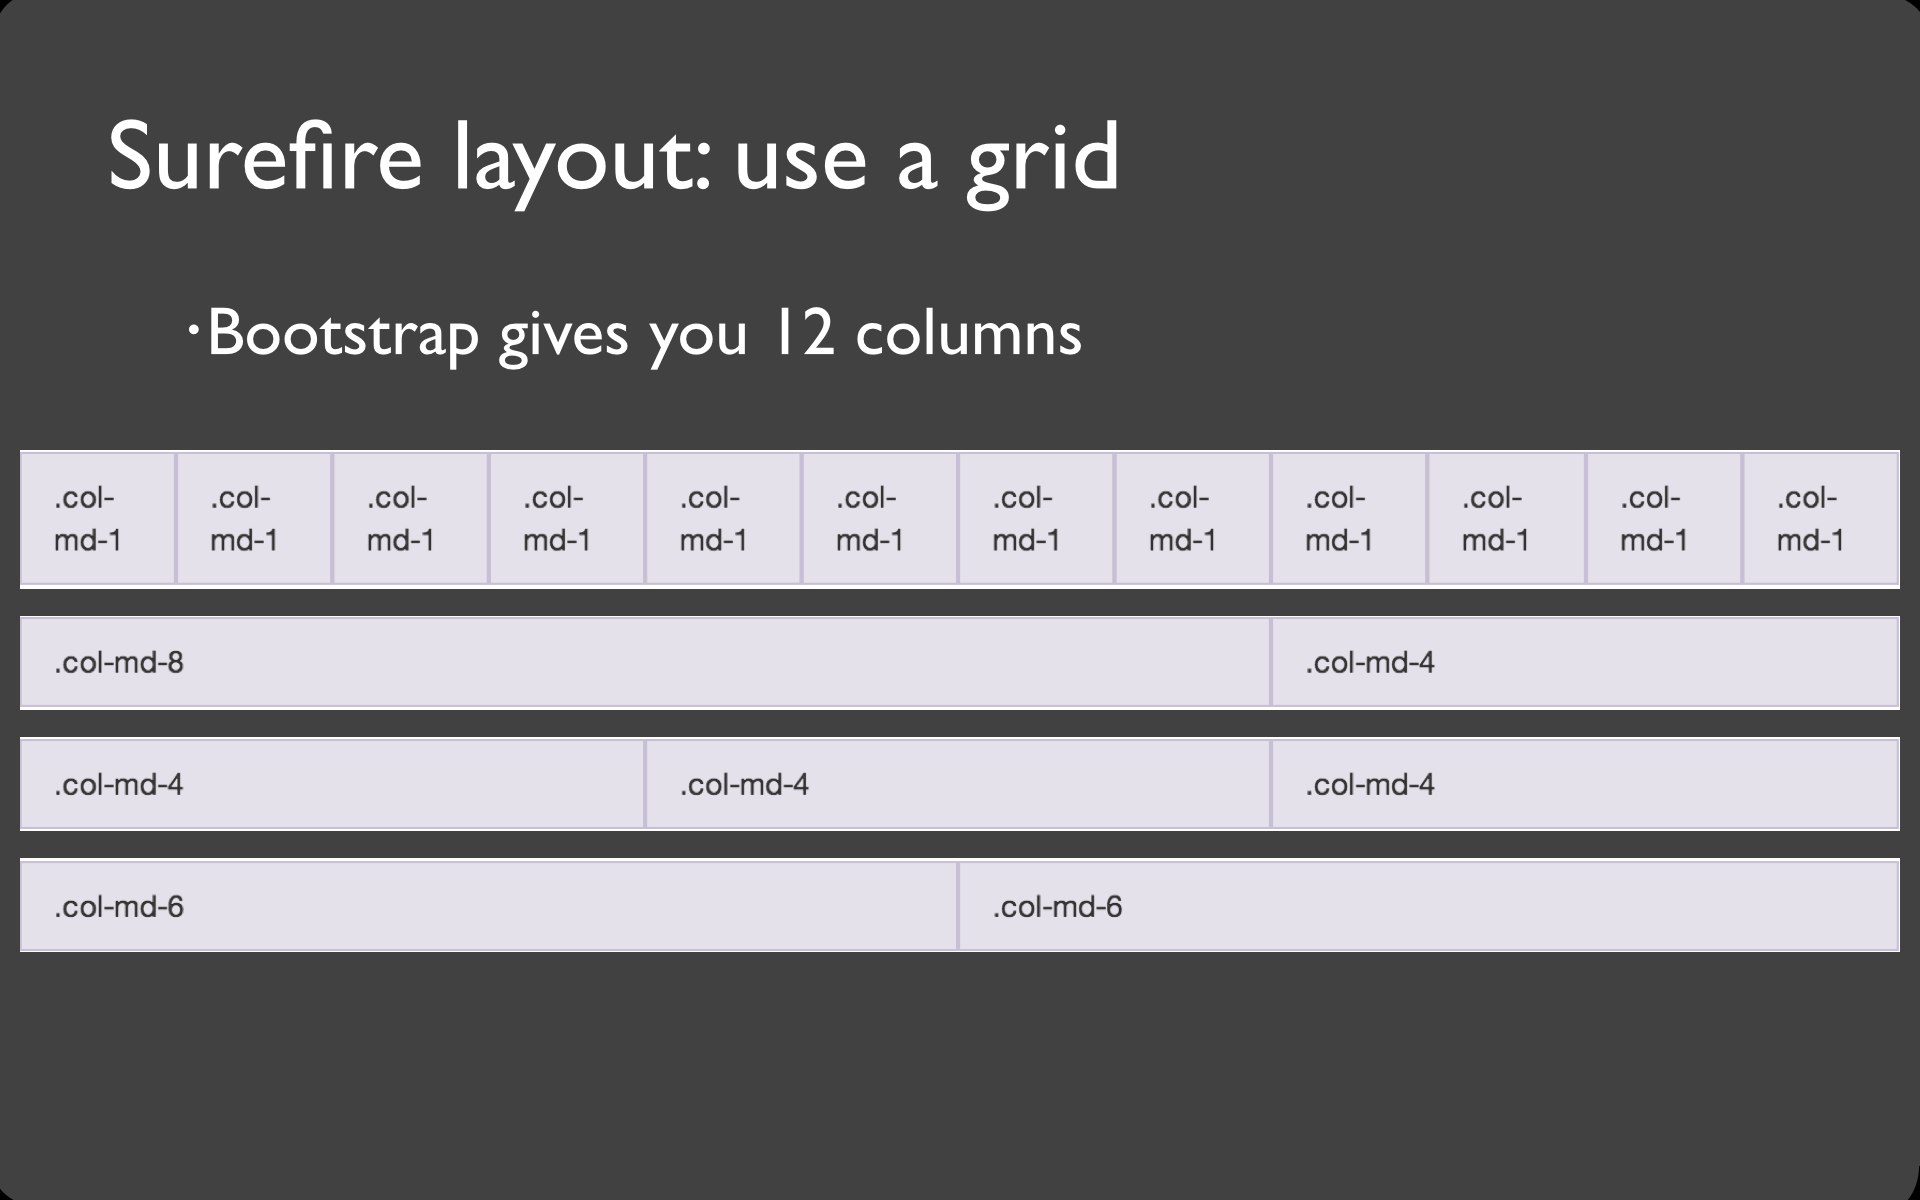 Surefire layout: use a grid
·Bootstrap gives you 12 columns
.col- .col- .col- .col- .col- .col- .col- .col- .col- .col- .col- .col-
md-1 md-1 md-1 md-1 md-1 md-1 md-1 md-1 md-1 md-1 md-1 md-1
.col-md-8 .col-md-4
.col-md-4 .col-md-4 .col-md-4
.col-md-6 .col-md-6